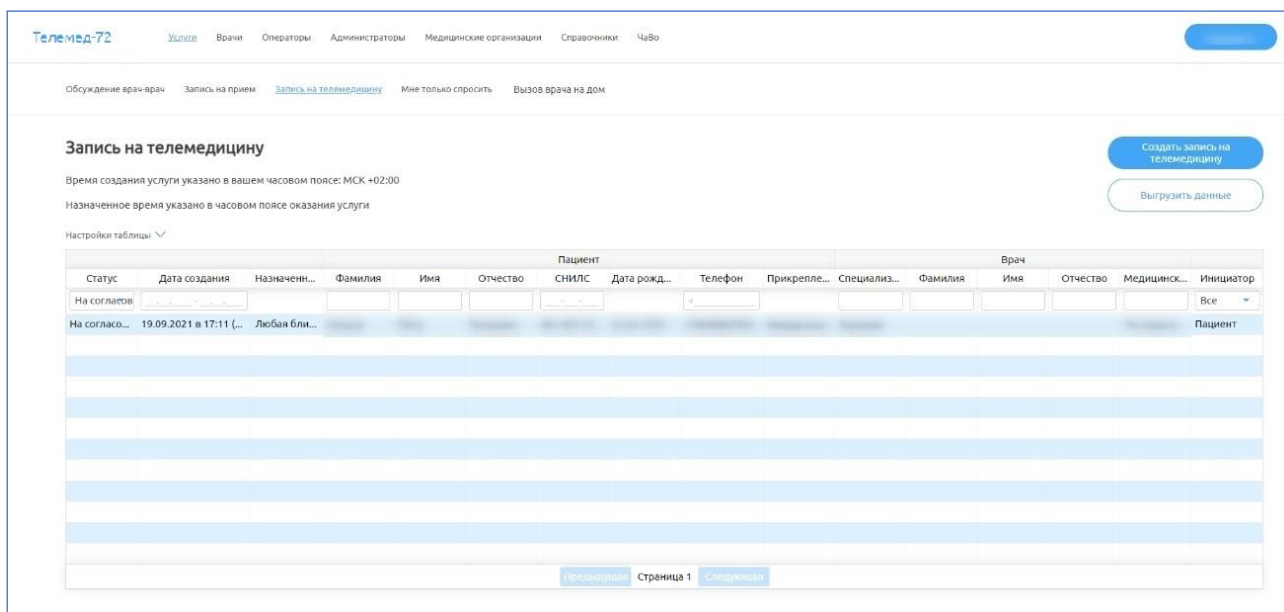 Телемед-72 Услуги Врачи Операторы Администраторы Медицинские организации Справочники ЧаВо
Обсуждение врач-врач Запись на прием Запись на телемедицину Мне только спросить Вызов врача на дом
Запись на телемедицину
Создать запись на
телемедицину
Время создания услуги указано в вашем часовом поясе: МСК +02:00
Выгрузить данные
Назначенное время указано в часовом поясе оказания услуги
Настройки таблицы
Пациент Врач
Статус Дата создания Назначенн... Фамилия Имя Отчество СНИЛС Дата рожд... Телефон Прикрепле... Специализ... Фамилия Имя Отчество Медицинск... Инициатор
На согласов Все
На согласо... 19.09.2021 в 17:11 (... Любая бли... Пациент
Предыдущая Страница 1 Следующая